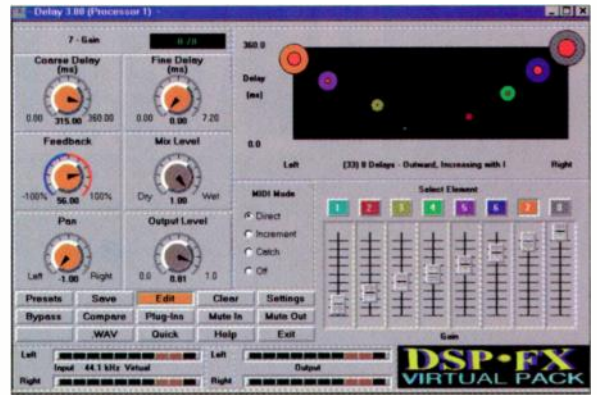 Delay 3.00 (Processor 1)
7 - Gain
0.78
Coarse Delay
(ms)
0.00 315.00 360.00
Fine Delay
(ms)
0.00 7.20
Feedback
-100% 56.00 100%
Mix Level
Dry 1.00 Wet
Pan
Left -1.00 Right
Output Level
0.0 0.81 1.0
360.0
Delay
(ms)
0.0
Left
(33) 8 Delays - Outward, Increasing with I
Right
MIDI Mode
Direct
Increment
Catch
Off
Select Element
1 2 3 4 5 6 7 8
Gain
Presets Save Edit Clear Settings
Bypass Compare Plug-Ins Mute In Mute Out
.WAV Quick Help Exit
Left
Input 44.1 kHz Virtual
Right
Left
Output
Right
DSP•FX
VIRTUAL PACK